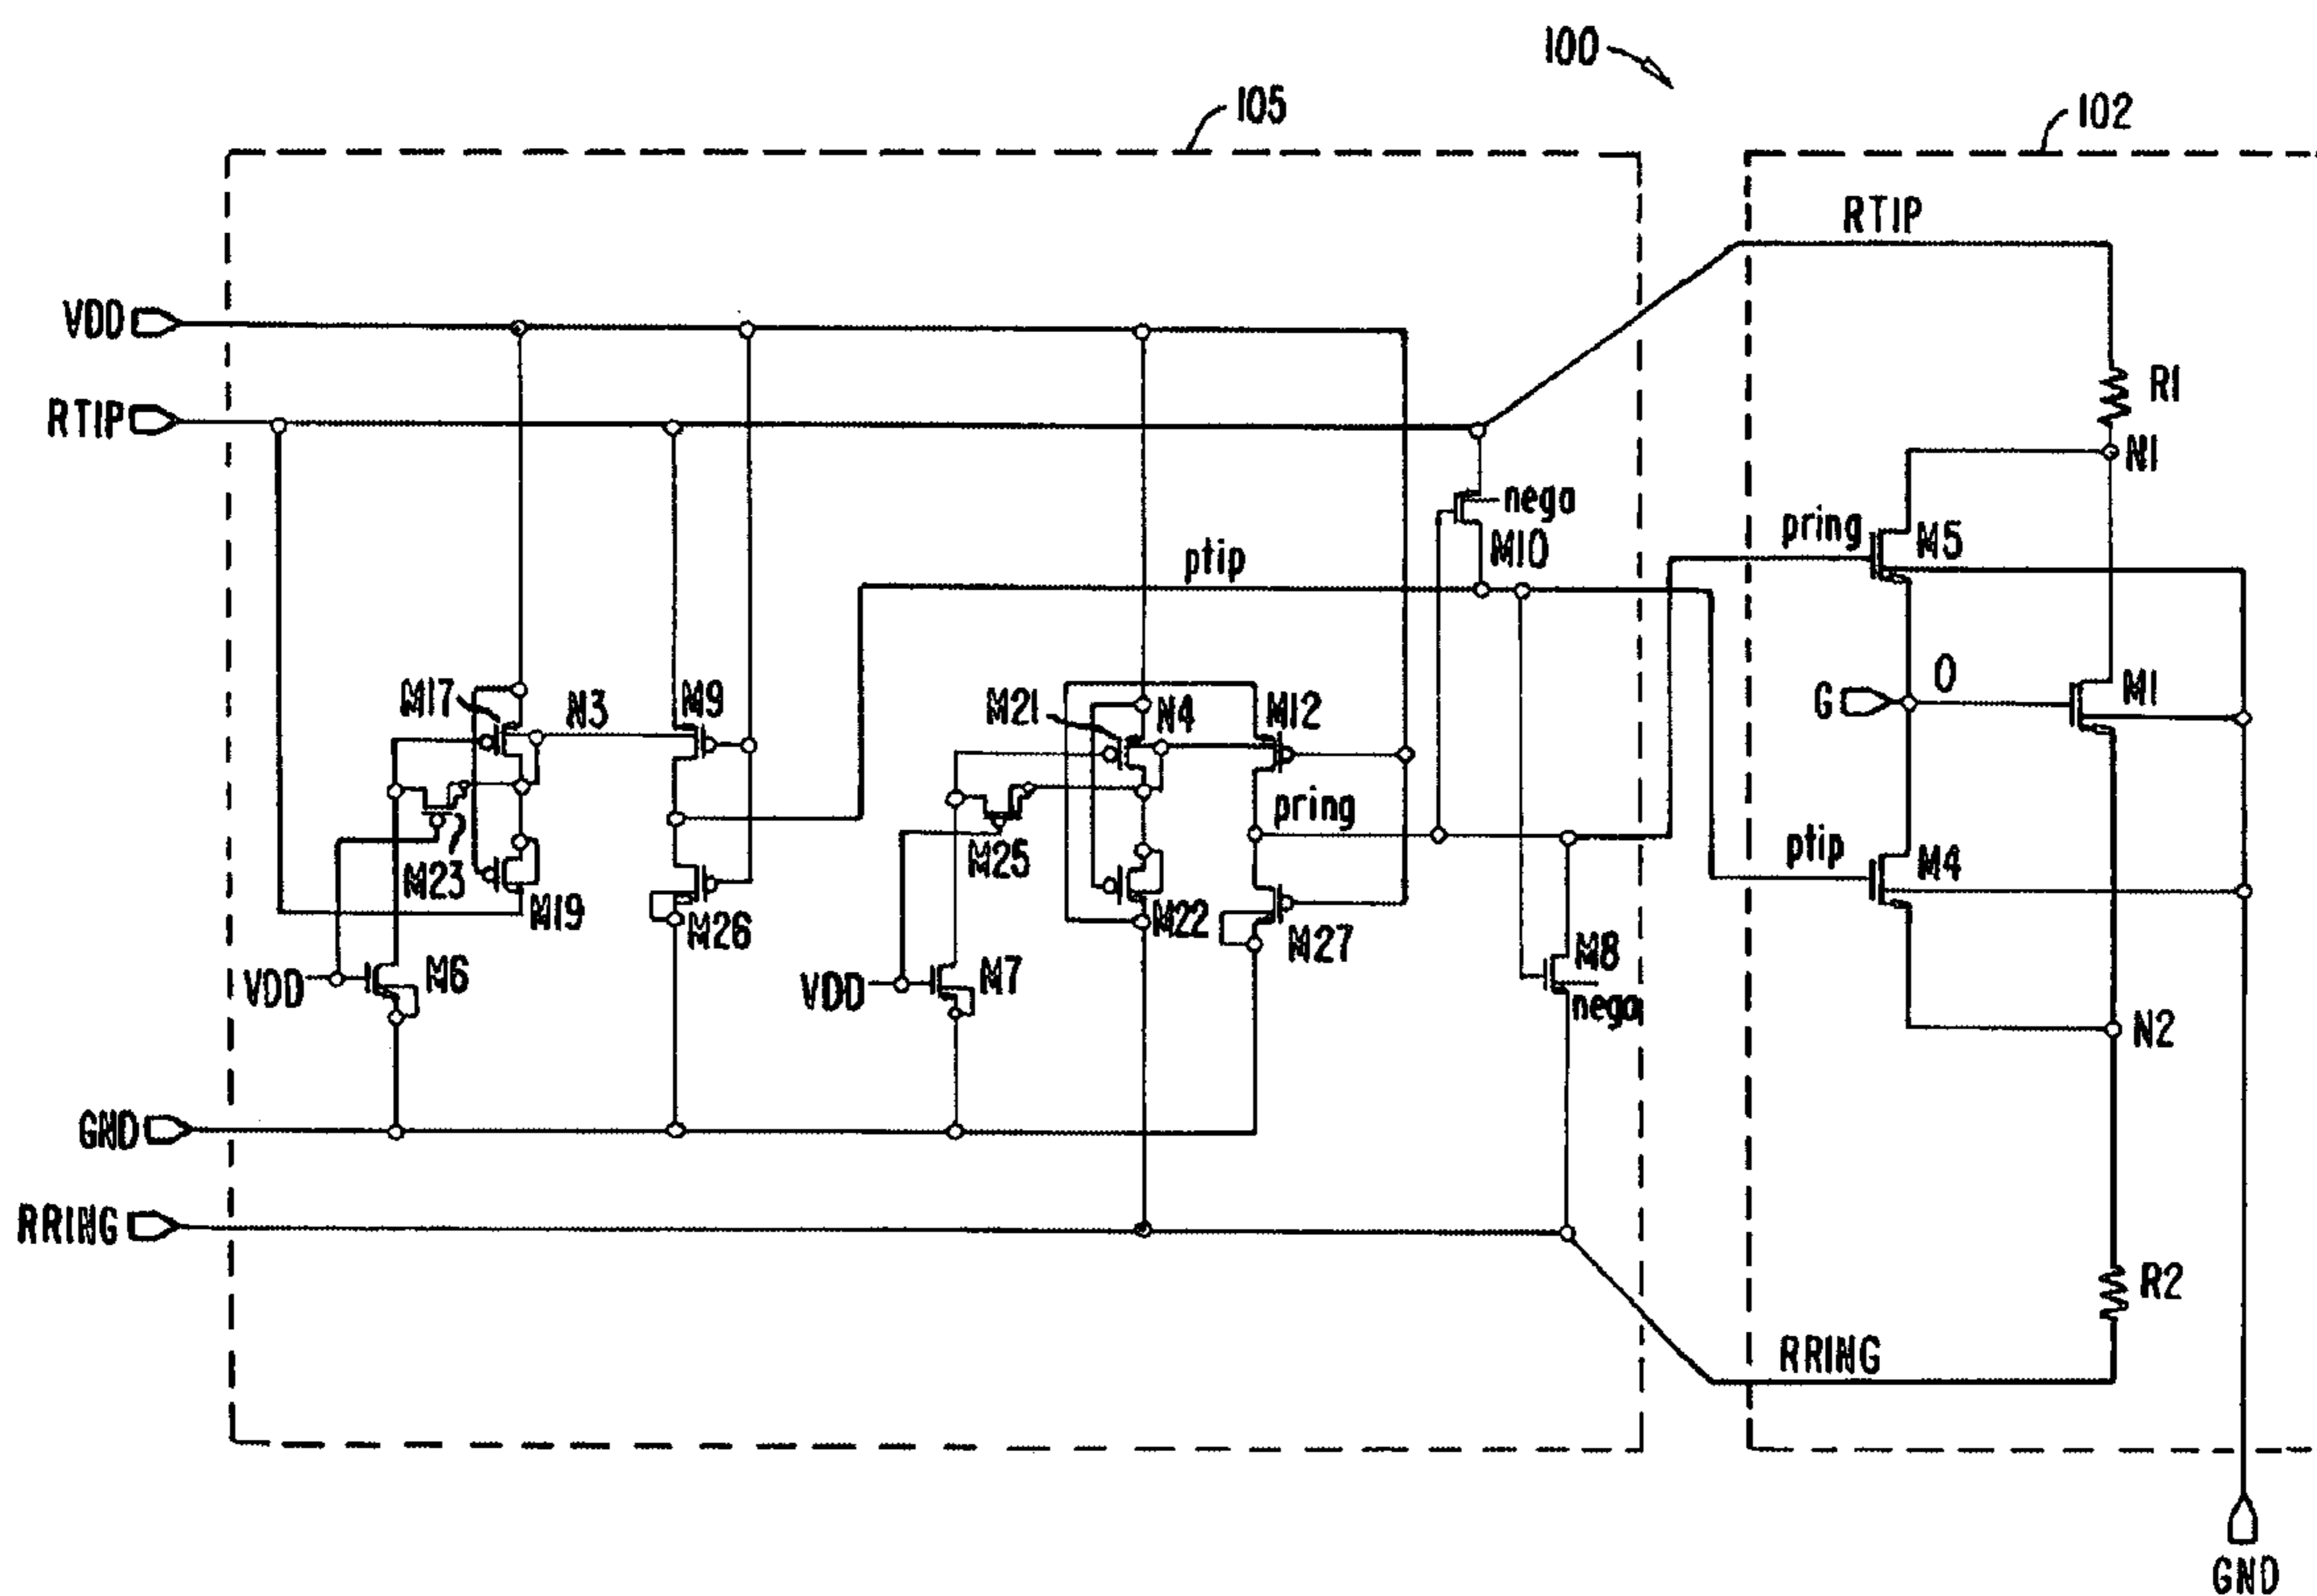 100
105
102
RTIP
VDD
RTIP
R1
N1
nega
M10
pring
M5
ptip
M17
N3
M9
M21
N4
M12
G
O
M1
pring
M23
M19
M26
M25
M22
M27
ptip
M4
VDD
M6
VDD
M7
M8
nega
N2
GND
RRING
R2
RRING
GND